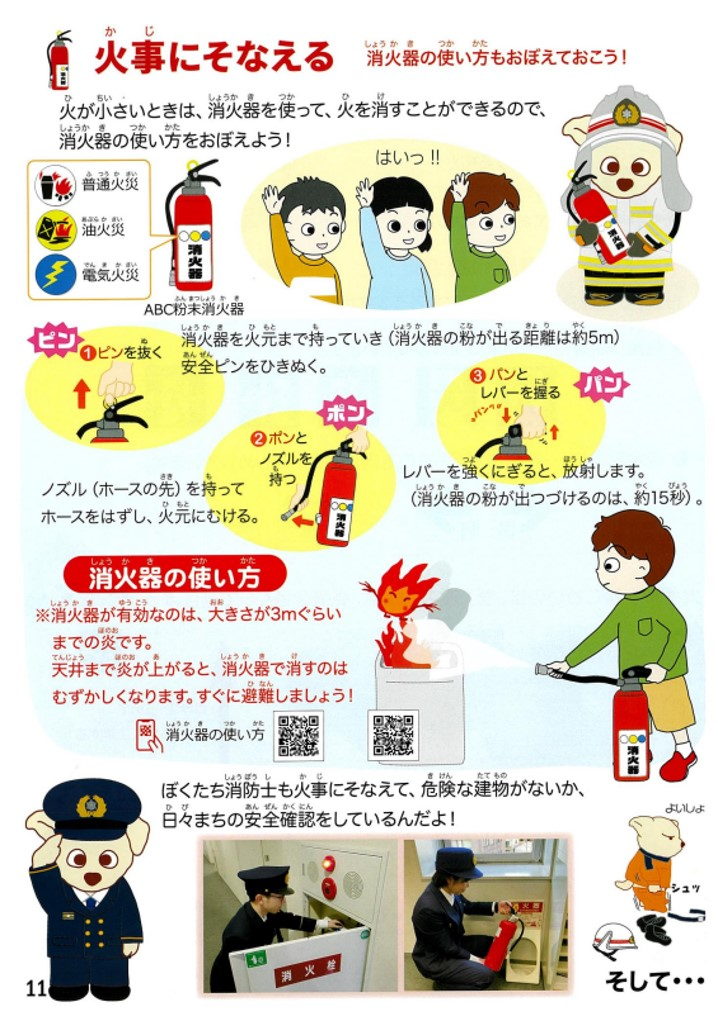 火事にそなえる
消火器の使い方もおぼえておこう！
火が小さいときは、消火器を使って、火を消すことができるので、
消火器の使い方をおぼえよう！
はいっ !!
普通火災
油火災
電気火災
消火器
ABC粉末消火器
消火器
ピン
①ピンを抜く
消火器を火元まで持っていき（消火器の粉が出る距離は約5m）
安全ピンをひきぬく。
ポン
②ポンと
ノズルを
持つ
消火器
ノズル（ホースの先）を持って
ホースをはずし、火元にむける。
パン
③パンと
レバーを握る
パンッ
レバーを強くにぎると、放射します。
（消火器の粉が出つづけるのは、約15秒）。
消火器の使い方
※消火器が有効なのは、大きさが3mぐらい
までの炎です。
天井まで炎が上がると、消火器で消すのは
むずかしくなります。すぐに避難しましょう！
消火器の使い方
消火器
ぼくたち消防士も火事にそなえて、危険な建物がないか、
日々まちの安全確認をしているんだよ！
消火栓
よいしょ
シュッ
そして・・・
11